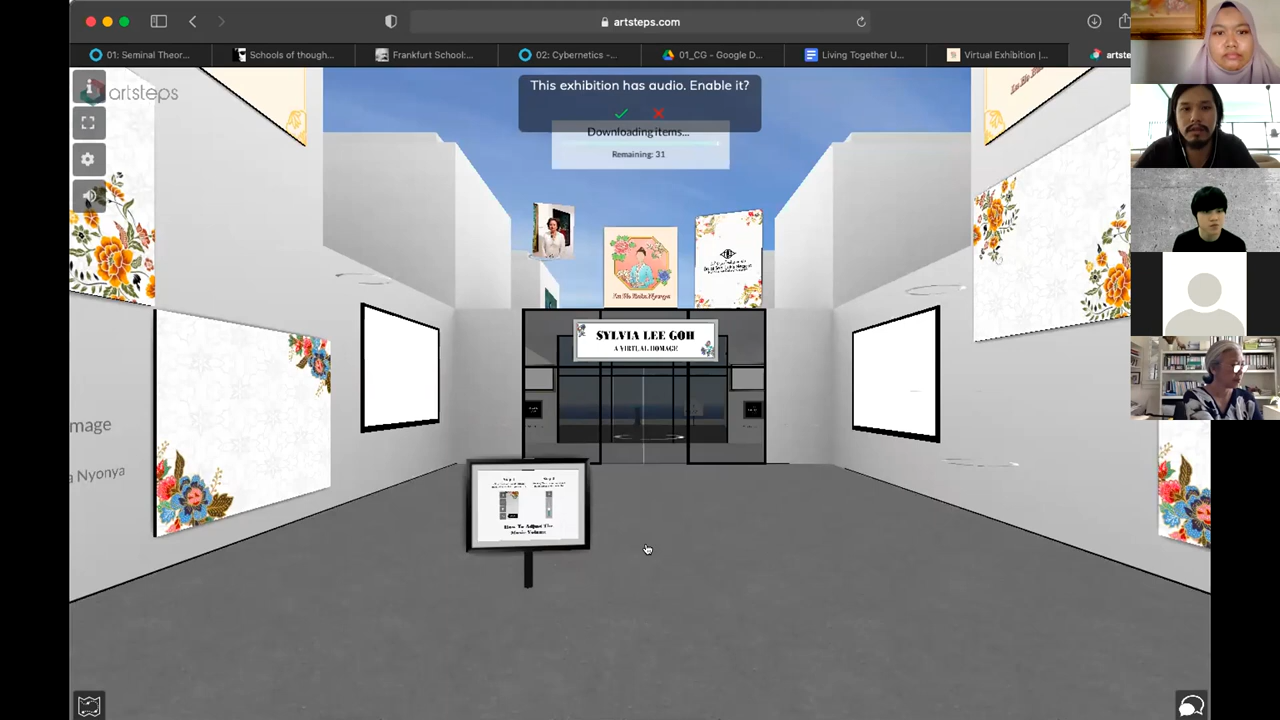 artsteps.com
01: Seminal Theor...
Schools of though...
Frankfurt School:...
02: Cybernetics -...
01_CG - Google D...
Living Together U...
Virtual Exhibition |...
artste
artsteps
This exhibition has audio. Enable it?
Downloading items...
Remaining: 31
SYLVIA LEE GOH
A VIRTUAL HOMAGE
mage
a Nyonya
How To Adjust The
Music Volume